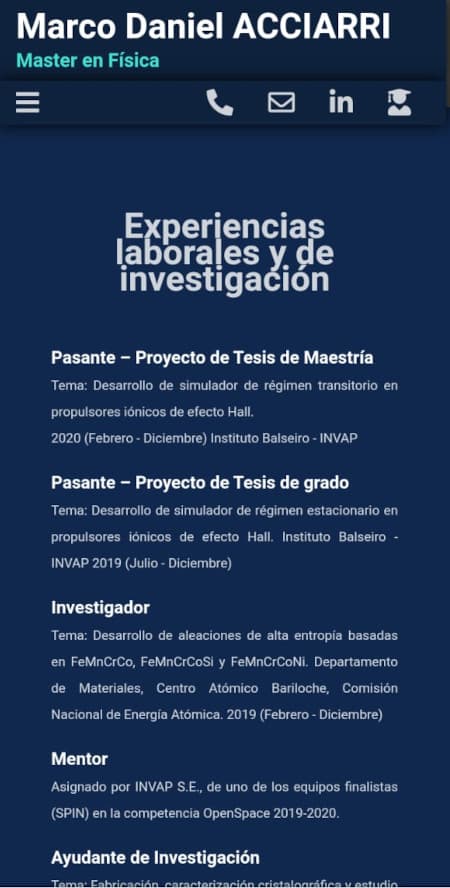 Marco Daniel ACCIARRI
Master en Física
in
Experiencias
laborales y de
investigación
Pasante – Proyecto de Tesis de Maestría
Tema: Desarrollo de simulador de régimen transitorio en
propulsores iónicos de efecto Hall.
2020 (Febrero - Diciembre) Instituto Balseiro - INVAP
Pasante – Proyecto de Tesis de grado
Tema: Desarrollo de simulador de régimen estacionario en
propulsores iónicos de efecto Hall. Instituto Balseiro -
INVAP 2019 (Julio - Diciembre)
Investigador
Tema: Desarrollo de aleaciones de alta entropía basadas
en FeMnCrCo, FeMnCrCoSi y FeMnCrCoNi. Departamento
de Materiales, Centro Atómico Bariloche, Comisión
Nacional de Energía Atómica. 2019 (Febrero - Diciembre)
Mentor
Asignado por INVAP S.E., de uno de los equipos finalistas
(SPIN) en la competencia OpenSpace 2019-2020.
Ayudante de Investigación
Tema: Fabricación, caracterización cristalográfica y estudio